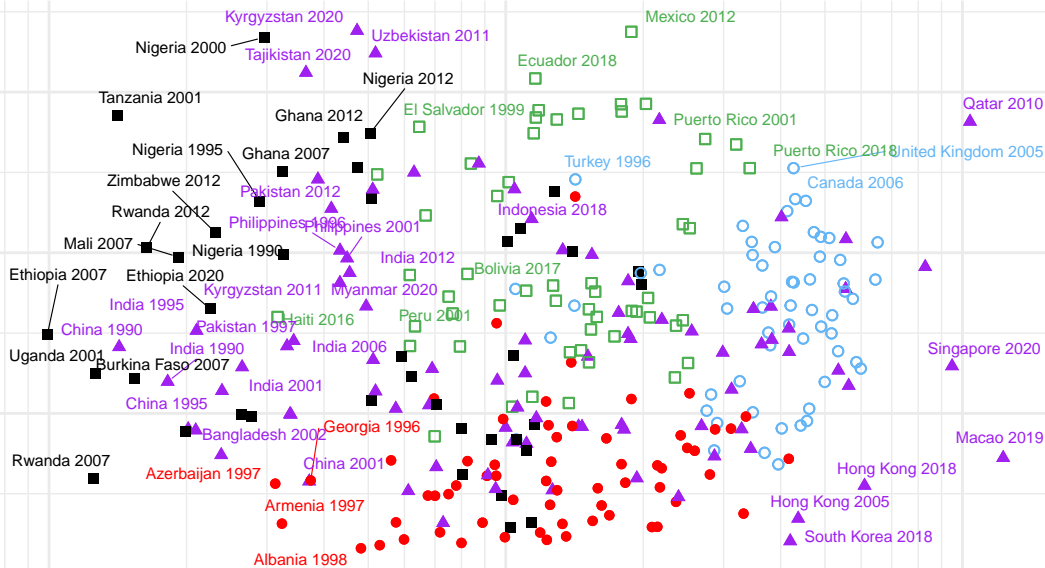 Kyrgyzstan 2020
Mexico 2012
Uzbekistan 2011
Nigeria 2000
Tajikistan 2020
Ecuador 2018
Nigeria 2012
Tanzania 2001
Qatar 2010
El Salvador 1999
Ghana 2012
Puerto Rico 2001
Nigeria 1995
Puerto Rico 2018
United Kingdom 2005
Ghana 2007
Turkey 1996
Zimbabwe 2012
Canada 2006
Pakistan 2012
Rwanda 2012
Indonesia 2018
Philippines 1996
Philippines 2001
Mali 2007
Nigeria 1990
India 2012
Bolivia 2017
Ethiopia 2007
Ethiopia 2020
Kyrgyzstan 2011
Myanmar 2020
India 1995
Peru 2001
Haiti 2016
China 1990
Pakistan 1997
India 2006
India 1990
Singapore 2020
Uganda 2001
Burkina Faso 2007
India 2001
China 1995
Georgia 1996
Bangladesh 2002
Macao 2019
Rwanda 2007
China 2001
Hong Kong 2018
Azerbaijan 1997
Hong Kong 2005
Armenia 1997
South Korea 2018
Albania 1998